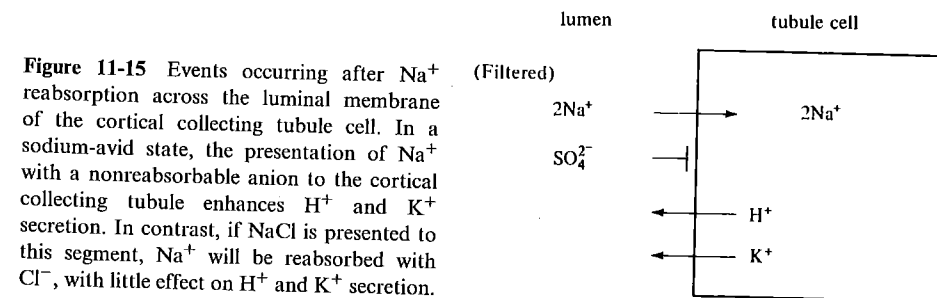 Figure 11-15 Events occurring after Na⁺
reabsorption across the luminal membrane
of the cortical collecting tubule cell. In a
sodium-avid state, the presentation of Na⁺
with a nonreabsorbable anion to the cortical
collecting tubule enhances H⁺ and K⁺
secretion. In contrast, if NaCl is presented to
this segment, Na⁺ will be reabsorbed with
Cl⁻, with little effect on H⁺ and K⁺ secretion.
lumen
tubule cell
(Filtered)
2Na⁺
2Na⁺
SO₄²⁻
H⁺
K⁺